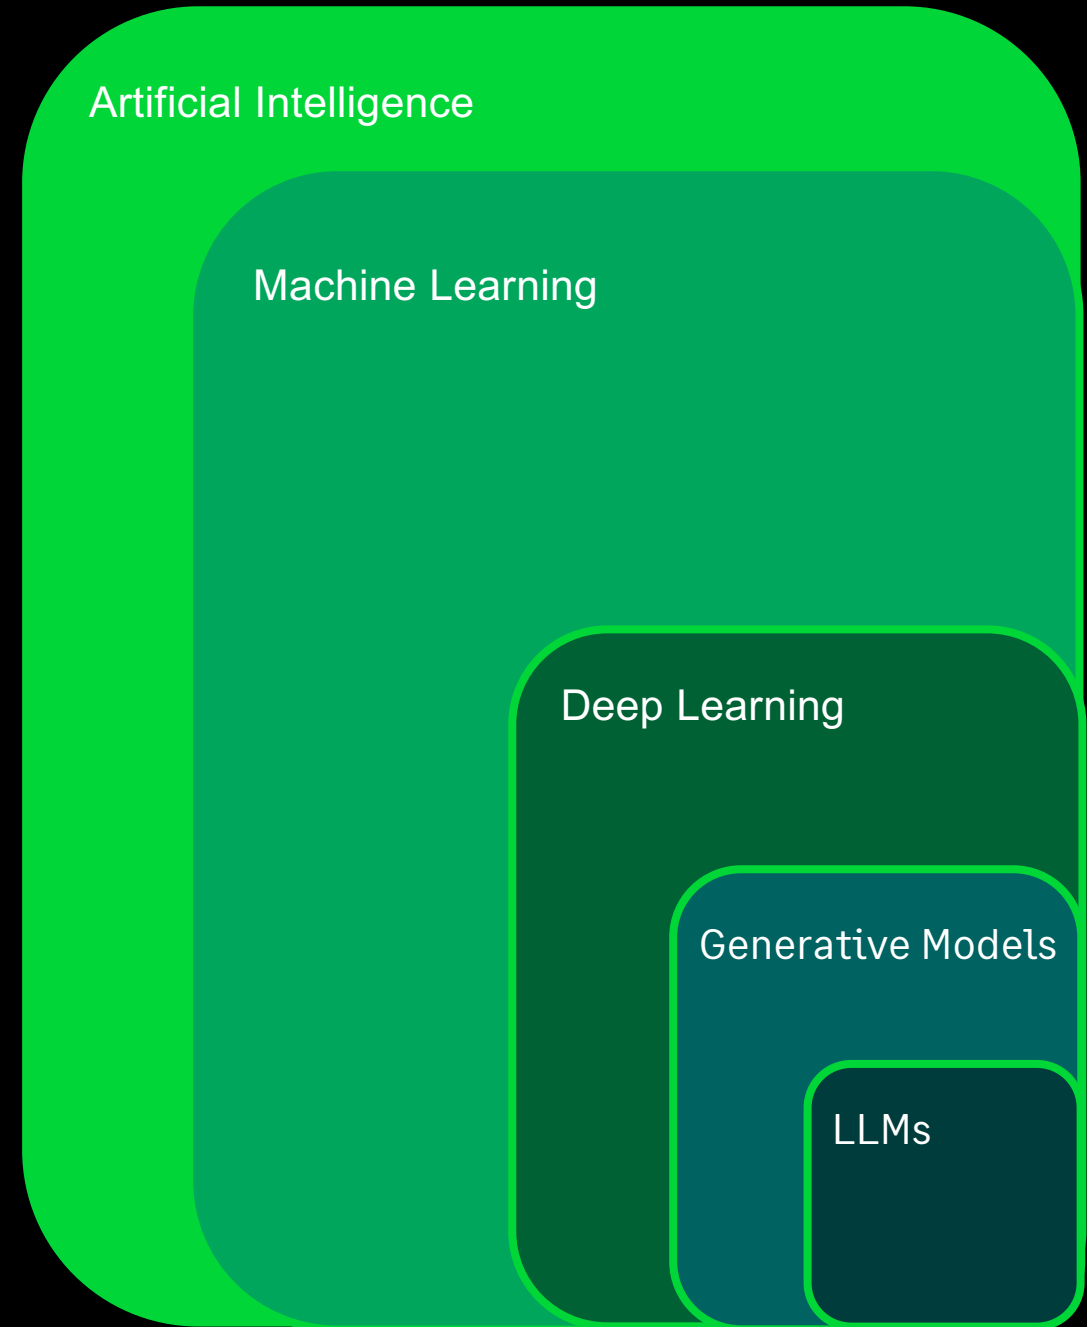 Artificial Intelligence
Machine Learning
Deep Learning
Generative Models
LLMs